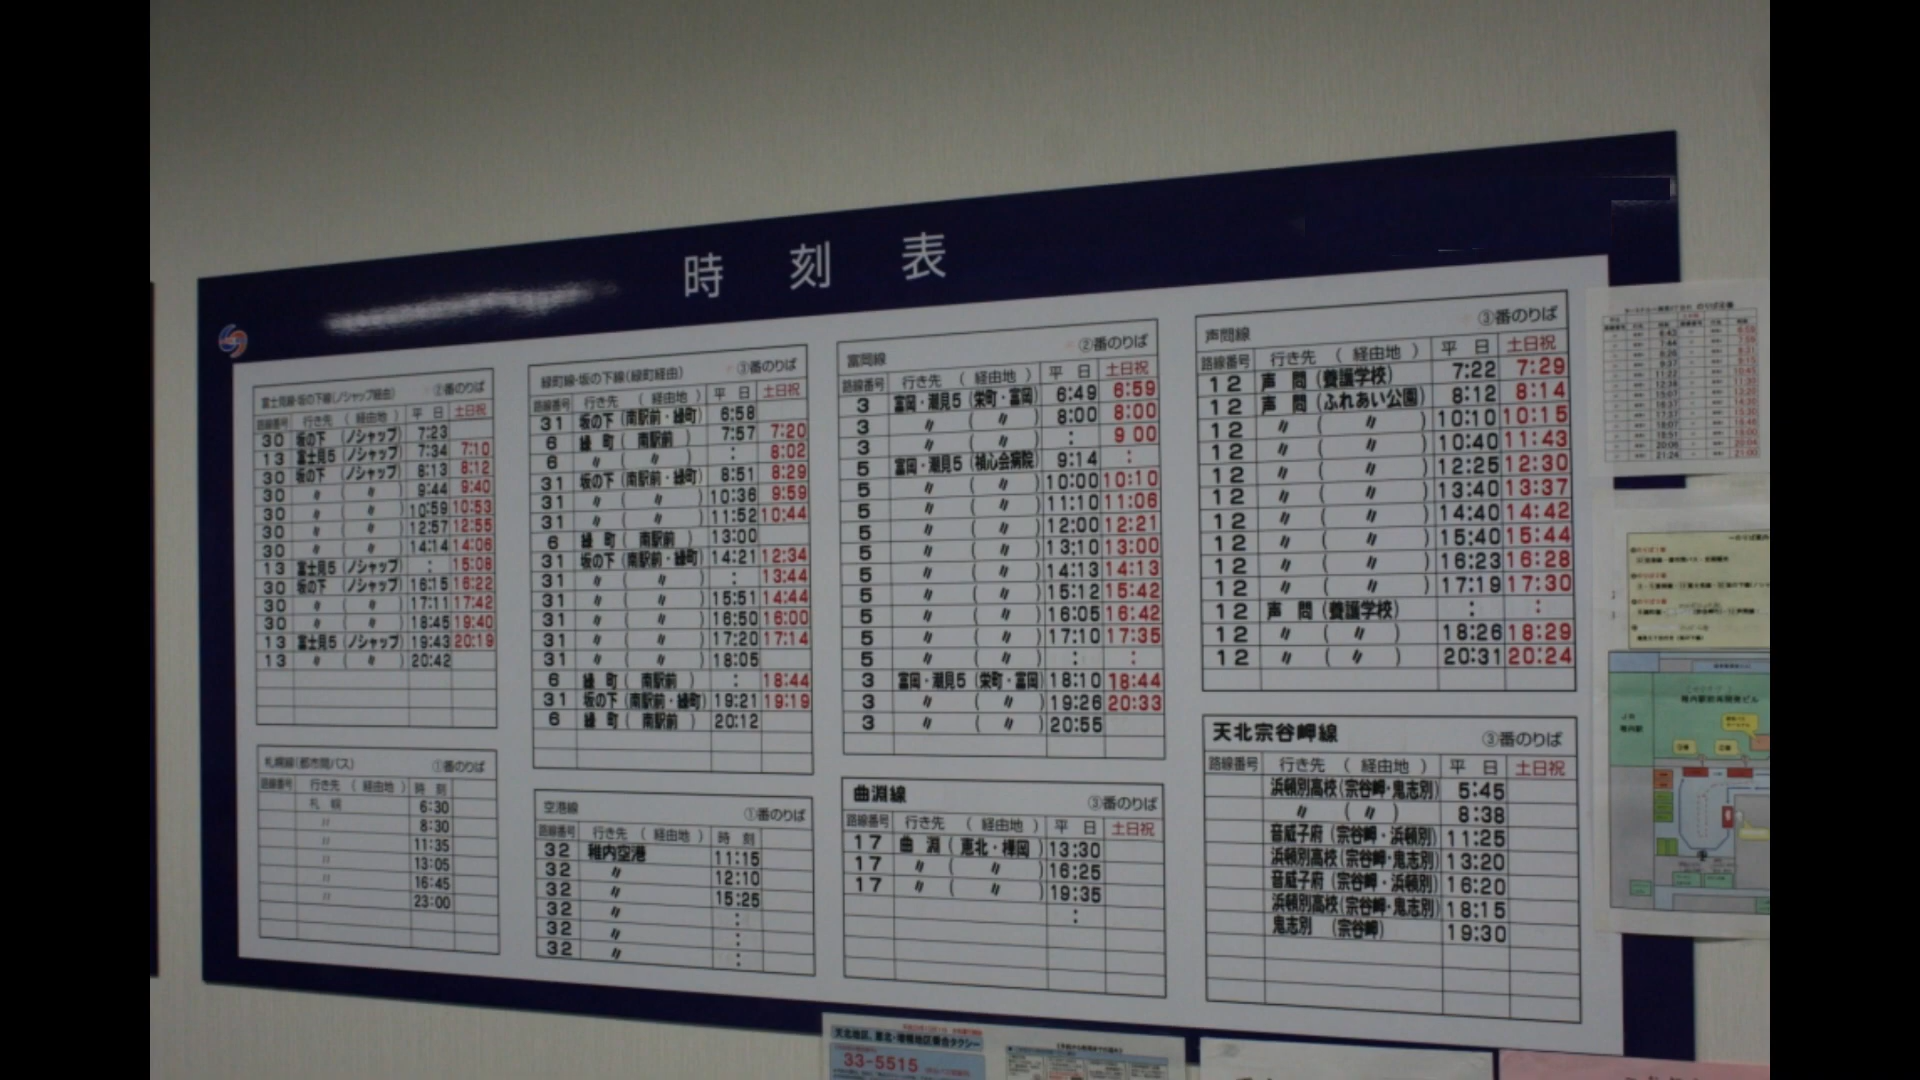 時刻表
富士見線・坂の下線(ノシャップ経由) ②番のりば
路線番号 行き先 ( 経由地 ) 平日 土日祝
30 坂の下 (ノシャップ) 7:23
13 富士見5 (ノシャップ) 7:34 7:10
30 坂の下 (ノシャップ) 8:13 8:12
30 〃 ( 〃 ) 9:44 9:40
30 〃 ( 〃 ) 10:59 10:53
30 〃 ( 〃 ) 12:57 12:55
30 〃 ( 〃 ) 14:14 14:06
13 富士見5 (ノシャップ) : 15:08
30 坂の下 (ノシャップ) 16:15 16:22
30 〃 ( 〃 ) 17:11 17:42
30 〃 ( 〃 ) 18:45 19:40
13 富士見5 (ノシャップ) 19:43 20:19
13 〃 ( 〃 ) 20:42
緑町線・坂の下線(緑町経由) ③番のりば
路線番号 行き先 ( 経由地 ) 平日 土日祝
31 坂の下 (南駅前・緑町) 6:58
6 緑町 ( 南駅前 ) 7:57 7:20
6 〃 ( 〃 ) : 8:02
31 坂の下 (南駅前・緑町) 8:51 8:29
31 〃 ( 〃 ) 10:36 9:59
31 〃 ( 〃 ) 11:52 10:44
6 緑町 ( 南駅前 ) 13:00
31 坂の下 (南駅前・緑町) 14:21 12:34
31 〃 ( 〃 ) : 13:44
31 〃 ( 〃 ) 15:51 14:44
31 〃 ( 〃 ) 16:50 16:00
31 〃 ( 〃 ) 17:20 17:14
31 〃 ( 〃 ) 18:05
6 緑町 ( 南駅前 ) : 18:44
31 坂の下 (南駅前・緑町) 19:21 19:19
6 緑町 ( 南駅前 ) 20:12
富岡線 ②番のりば
路線番号 行き先 ( 経由地 ) 平日 土日祝
3 富岡・潮見5 (栄町・富岡) 6:49 6:59
3 〃 ( 〃 ) 8:00 8:00
3 〃 ( 〃 ) : 9 00
5 富岡・潮見5 (禎心会病院) 9:14 :
5 〃 ( 〃 ) 10:00 10:10
5 〃 ( 〃 ) 11:10 11:06
5 〃 ( 〃 ) 12:00 12:21
5 〃 ( 〃 ) 13:10 13:00
5 〃 ( 〃 ) 14:13 14:13
5 〃 ( 〃 ) 15:12 15:42
5 〃 ( 〃 ) 16:05 16:42
5 〃 ( 〃 ) 17:10 17:35
5 〃 ( 〃 ) : :
3 富岡・潮見5 (栄町・富岡) 18:10 18:44
3 〃 ( 〃 ) 19:26 20:33
3 〃 ( 〃 ) 20:55
声問線 ③番のりば
路線番号 行き先 ( 経由地 ) 平日 土日祝
12 声問 (養護学校) 7:22 7:29
12 声問 (ふれあい公園) 8:12 8:14
12 〃 ( 〃 ) 10:10 10:15
12 〃 ( 〃 ) 10:40 11:43
12 〃 ( 〃 ) 12:25 12:30
12 〃 ( 〃 ) 13:40 13:37
12 〃 ( 〃 ) 14:40 14:42
12 〃 ( 〃 ) 15:40 15:44
12 〃 ( 〃 ) 16:23 16:28
12 〃 ( 〃 ) 17:19 17:30
12 声問 (養護学校) : :
12 〃 ( 〃 ) 18:26 18:29
12 〃 ( 〃 ) 20:31 20:24
札幌線(都市間バス) ①番のりば
路線番号 行き先 ( 経由地 ) 時刻
札幌 6:30
〃 8:30
〃 11:35
〃 13:05
〃 16:45
〃 23:00
空港線 ①番のりば
路線番号 行き先 ( 経由地 ) 時刻
32 稚内空港 11:15
32 〃 12:10
32 〃 15:25
32 〃 :
32 〃 :
32 〃 :
曲淵線 ③番のりば
路線番号 行き先 ( 経由地 ) 平日 土日祝
17 曲淵 ( 恵北・樺岡 ) 13:30
17 〃 ( 〃 ) 16:25
17 〃 ( 〃 ) 19:35
:
天北宗谷岬線 ③番のりば
路線番号 行き先 ( 経由地 ) 平日 土日祝
浜頓別高校(宗谷岬・鬼志別) 5:45
〃 ( 〃 ) 8:38
音威子府 (宗谷岬・浜頓別) 11:25
浜頓別高校(宗谷岬・鬼志別) 13:20
音威子府 (宗谷岬・浜頓別) 16:20
浜頓別高校(宗谷岬・鬼志別) 18:15
鬼志別 (宗谷岬) 19:30
33-5515